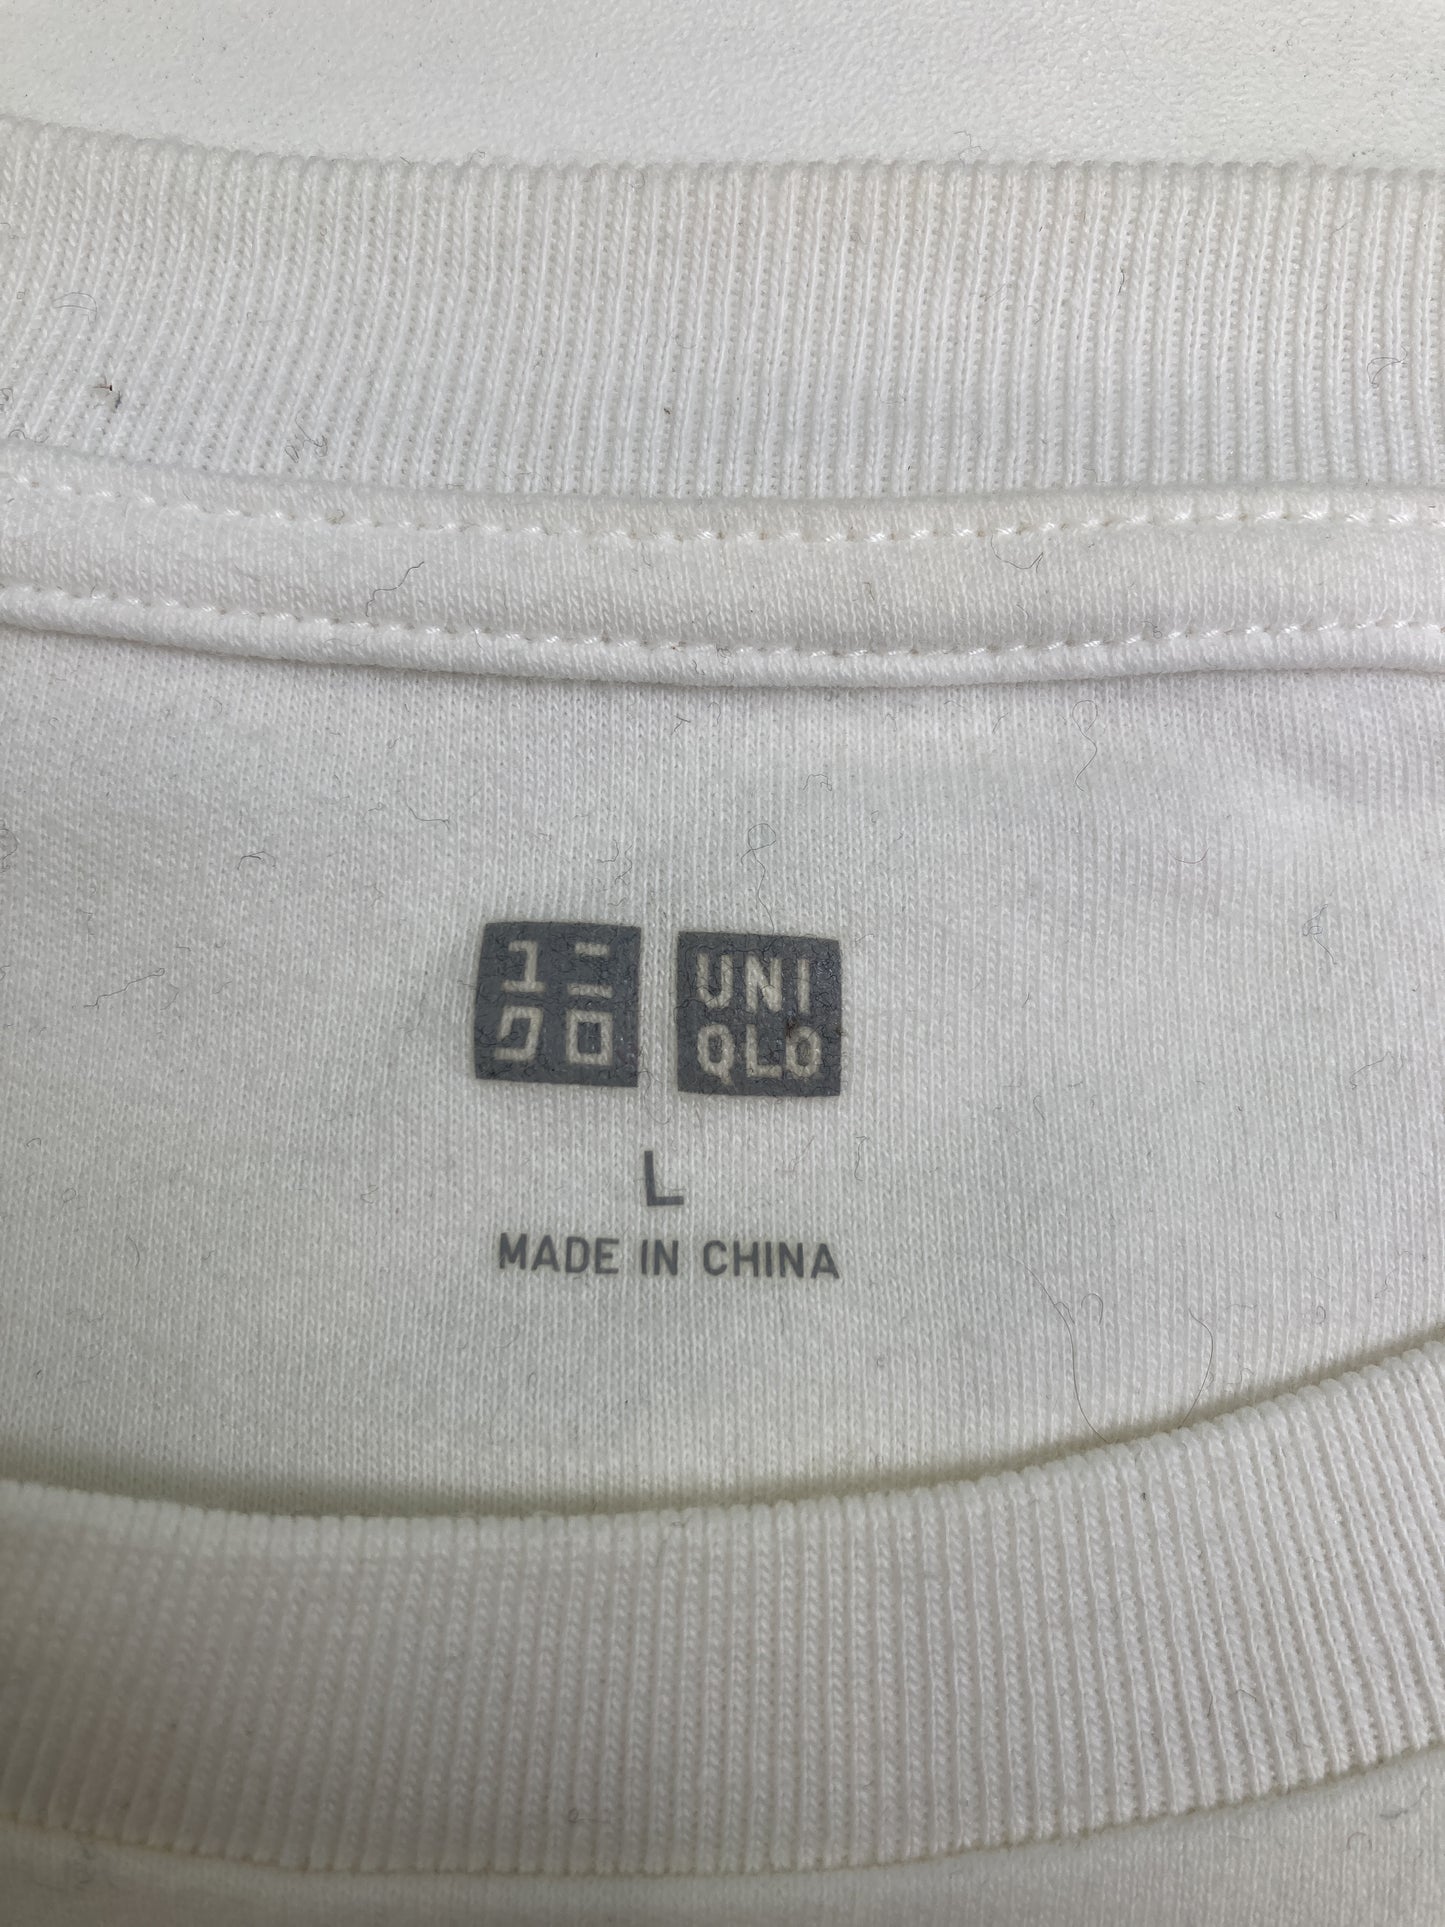 ユニ UNI
クロ QLO
L
MADE IN CHINA